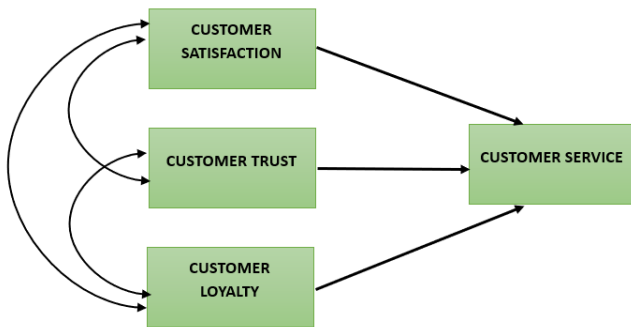 CUSTOMER
SATISFACTION
CUSTOMER TRUST
CUSTOMER SERVICE
CUSTOMER
LOYALTY